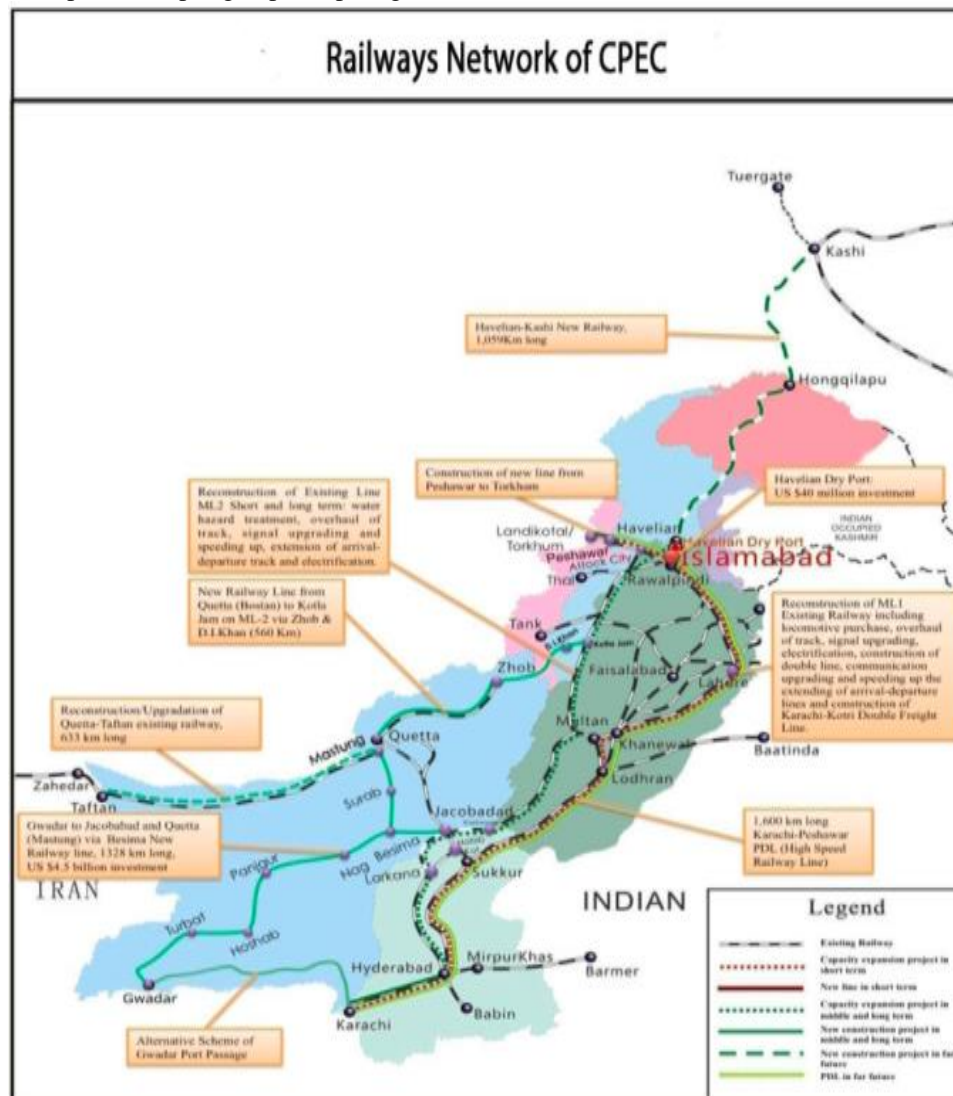 Railways Network of CPEC
Tuergate
Kashi
Havelian-Kashi New Railway,
1,059Km long
Hongqilapu
Construction of new line from
Peshawar to Torkham
Havelian Dry Port:
US $40 million investment
Reconstruction of Existing Line
ML2 Short and long term: water
hazard treatment, overhaul of
track, signal upgrading and
speeding up, extension of arrival-
departure track and electrification.
INDIAN
OCCUPIED
KASHMIR
Landikotal/
Torkhum
Havelian
Havelian Dry Port
Peshawar
Attock City
Islamabad
Thal
Rawalpindi
New Railway Line from
Quetta (Bostan) to Kotla
Jam on ML-2 via Zhob &
D.I.Khan (560 Km)
Tank
D.I.Khan
Kotla Jam
Zhob
Faisalabad
Lahore
Reconstruction of ML1
Existing Railway including
locomotive purchase, overhaul
of track, signal upgrading,
electrification, construction of
double line, communication
upgrading and speeding up the
extending of arrival-departure
lines and construction of
Karachi-Kotri Double Freight
Line.
Reconstruction/Upgradation of
Quetta-Taftan existing railway,
633 km long
Mastung
Quetta
Multan
Khanewal
Baatinda
Lodhran
Zahedan
Taftan
Surab
Jacobabad
Gwadar to Jacobabad and Quetta
(Mastung) via Besima New
Railway line, 1328 km long,
US $4.5 billion investment
Panjgur
Nag
Besima
Larkana
Sukkur
1,600 km long
Karachi-Peshawar
PDL (High Speed
Railway Line)
IRAN
INDIAN
Turbat
Hoshab
Gwadar
Hyderabad
MirpurKhas
Barmer
Karachi
Babin
Alternative Scheme of
Gwadar Port Passage
Legend
Existing Railway
Capacity expansion project in
short term
New line in short term
Capacity expansion project in
middle and long term
New construction project in
middle and long term
New construction project in far
future
PDL in far future